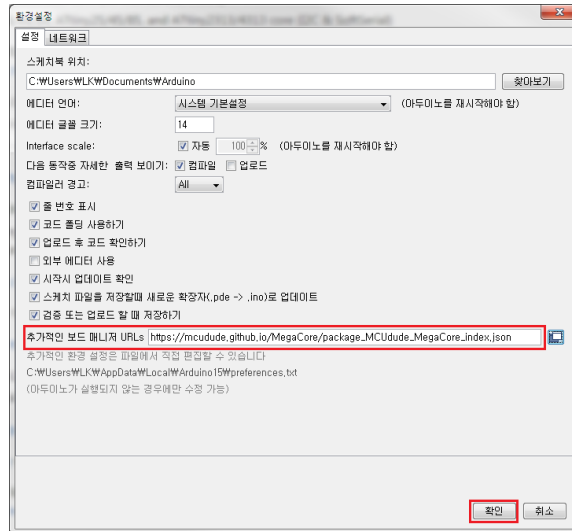 환경설정
설정 네트워크
스케치북 위치:
C:\Users\LK\Documents\Arduino 찾아보기
에디터 언어: 시스템 기본설정 (아두이노를 재시작해야 함)
에디터 글꼴 크기: 14
Interface scale: 자동 100 % (아두이노를 재시작해야 함)
다음 동작중 자세한 출력 보이기: 컴파일 업로드
컴파일러 경고: All
줄 번호 표시
코드 폴딩 사용하기
업로드 후 코드 확인하기
외부 에디터 사용
시작시 업데이트 확인
스케치 파일을 저장할때 새로운 확장자(.pde -> .ino)로 업데이트
검증 또는 업로드 할 때 저장하기
추가적인 보드 매니저 URLs https://mcudude.github.io/MegaCore/package_MCUdude_MegaCore_index.json
추가적인 환경 설정은 파일에서 직접 편집할 수 있습니다
C:\Users\LK\AppData\Local\Arduino15\preferences.txt
(아두이노가 실행되지 않는 경우에만 수정 가능)
확인 취소